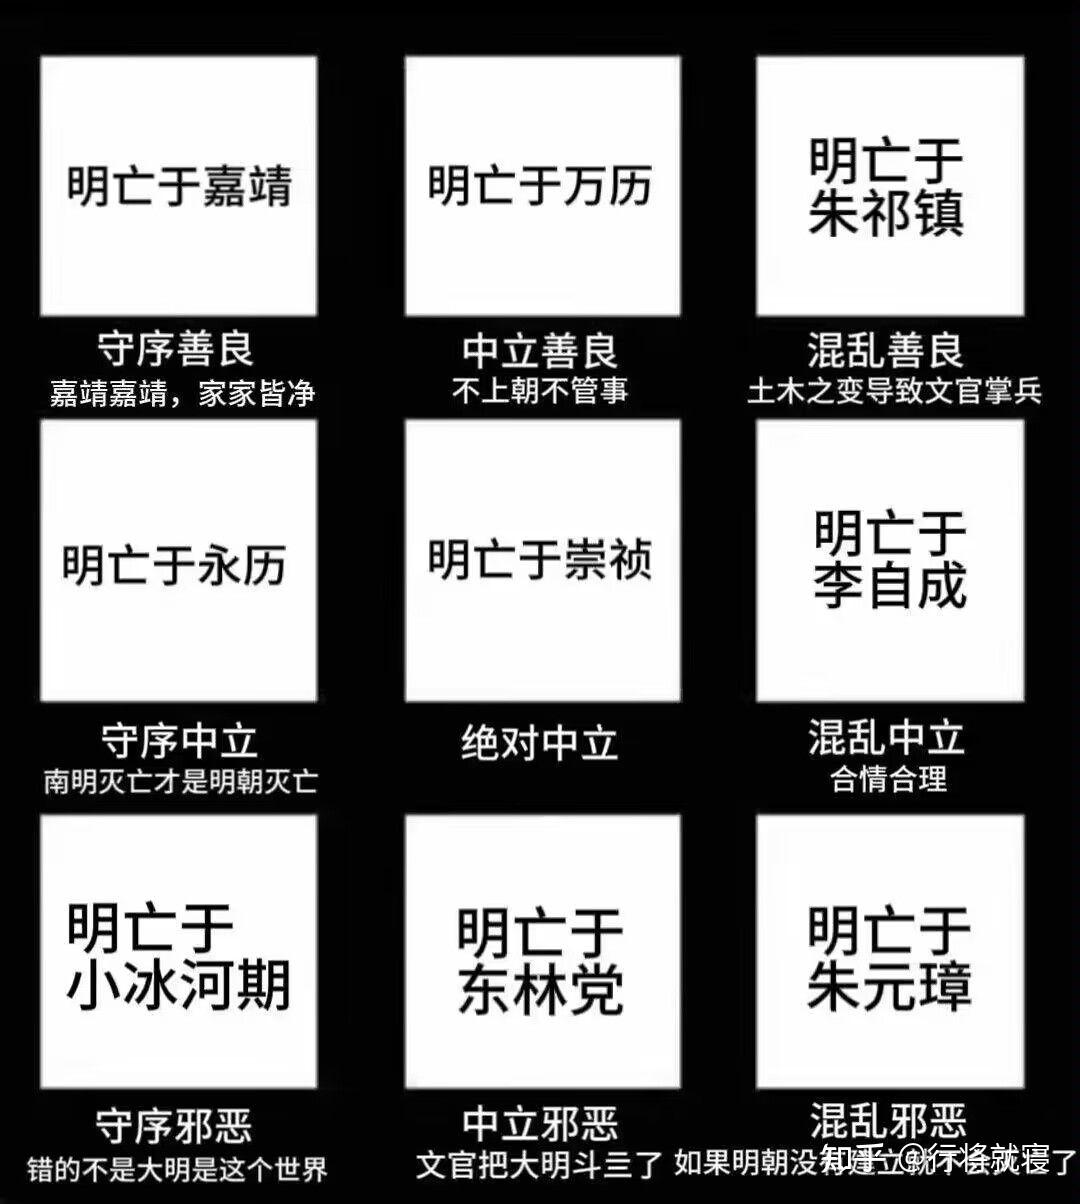 明亡于嘉靖
明亡于万历
明亡于
朱祁镇
守序善良
中立善良
混乱善良
嘉靖嘉靖，家家皆净
不上朝不管事
土木之变导致文官掌兵
明亡于永历
明亡于崇祯
明亡于
李自成
守序中立
绝对中立
混乱中立
南明灭亡才是明朝灭亡
合情合理
明亡于
小冰河期
明亡于
东林党
明亡于
朱元璋
守序邪恶
中立邪恶
混乱邪恶
错的不是大明是这个世界
文官把大明斗亖了
如果明朝没有建立就不会了
知乎 @行将就寝